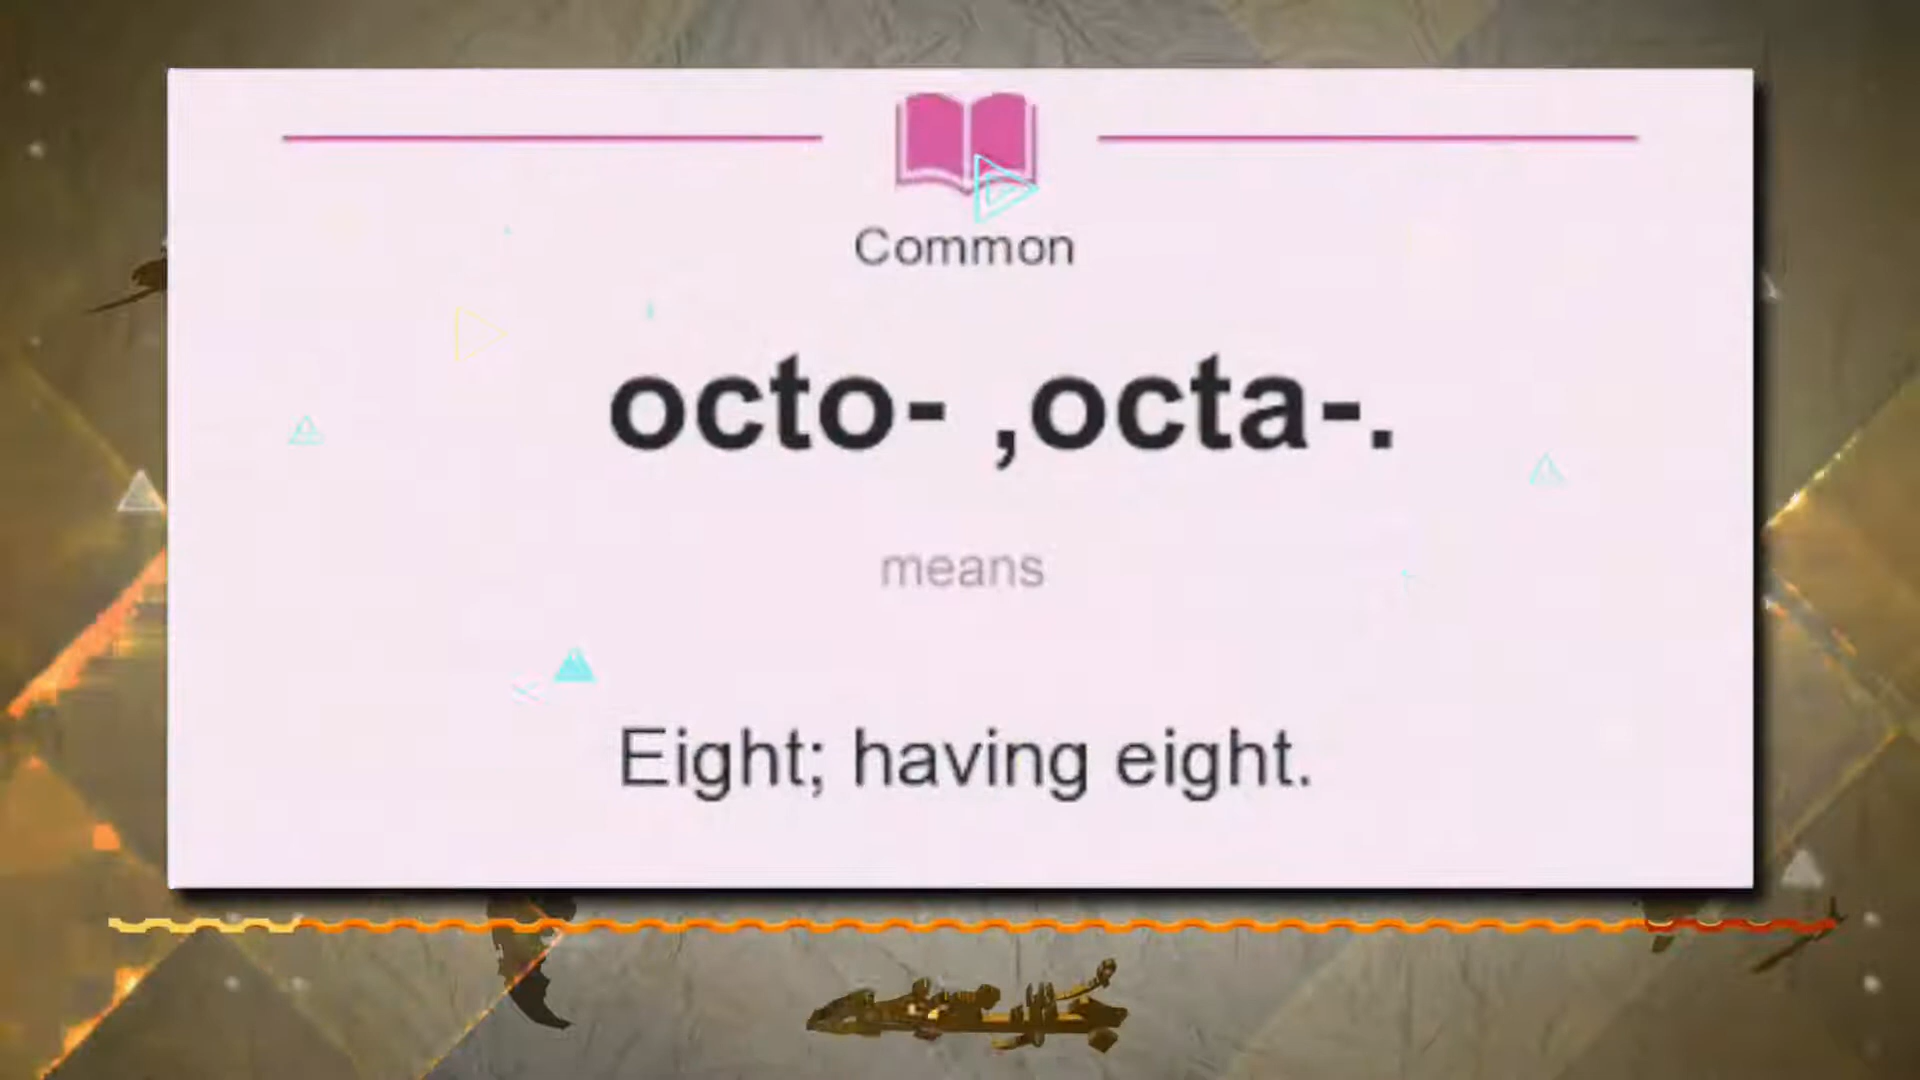 Common
octo- ,octa-.
means
Eight; having eight.